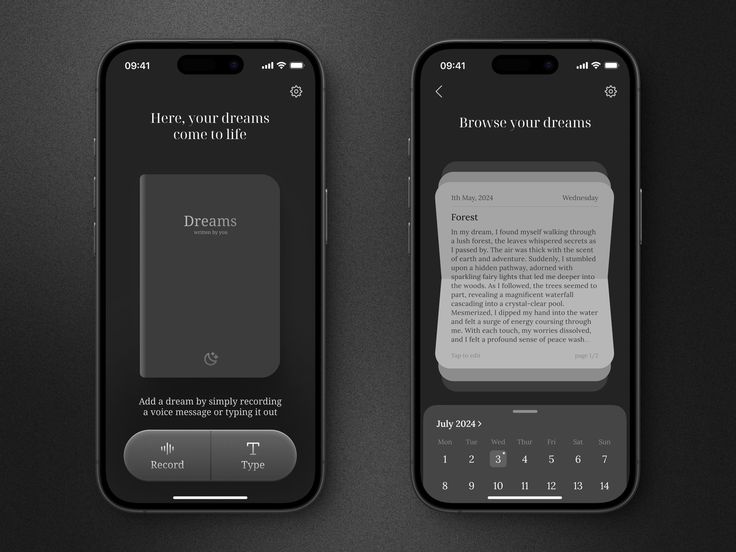 09:41
Here, your dreams
come to life
Dreams
written by you
Add a dream by simply recording
a voice message or typing it out
Record
Type
09:41
Browse your dreams
1th May, 2024 Wednesday
Forest
In my dream, I found myself walking through
a lush forest, the leaves whispered secrets as
I passed by. The air was thick with the scent
of earth and adventure. Suddenly, I stumbled
upon a hidden pathway, adorned with
sparkling fairy lights that led me deeper into
the woods. As I followed, the trees seemed to
part, revealing a magnificent waterfall
cascading into a crystal-clear pool.
Mesmerized, I dipped my hand into the water
and felt a surge of energy coursing through
me. With each touch, my worries dissolved,
and I felt a profound sense of peace wash...
Tap to edit page 1/2
July 2024 >
Mon Tue Wed Thur Fri Sat Sun
1 2 3 4 5 6 7
8 9 10 11 12 13 14